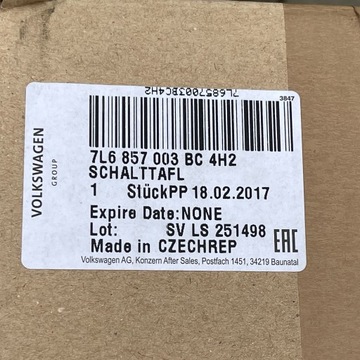 7L6857003BC4H2
3847
VOLKSWAGEN
GROUP
7L6 857 003 BC 4H2
SCHALTTAFL
1 StückPP 18.02.2017
Expire Date:NONE
Lot: SV LS 251498
Made in CZECHREP
EAC
Volkswagen AG, Konzern After Sales, Postfach 1451, 34219 Baunatal